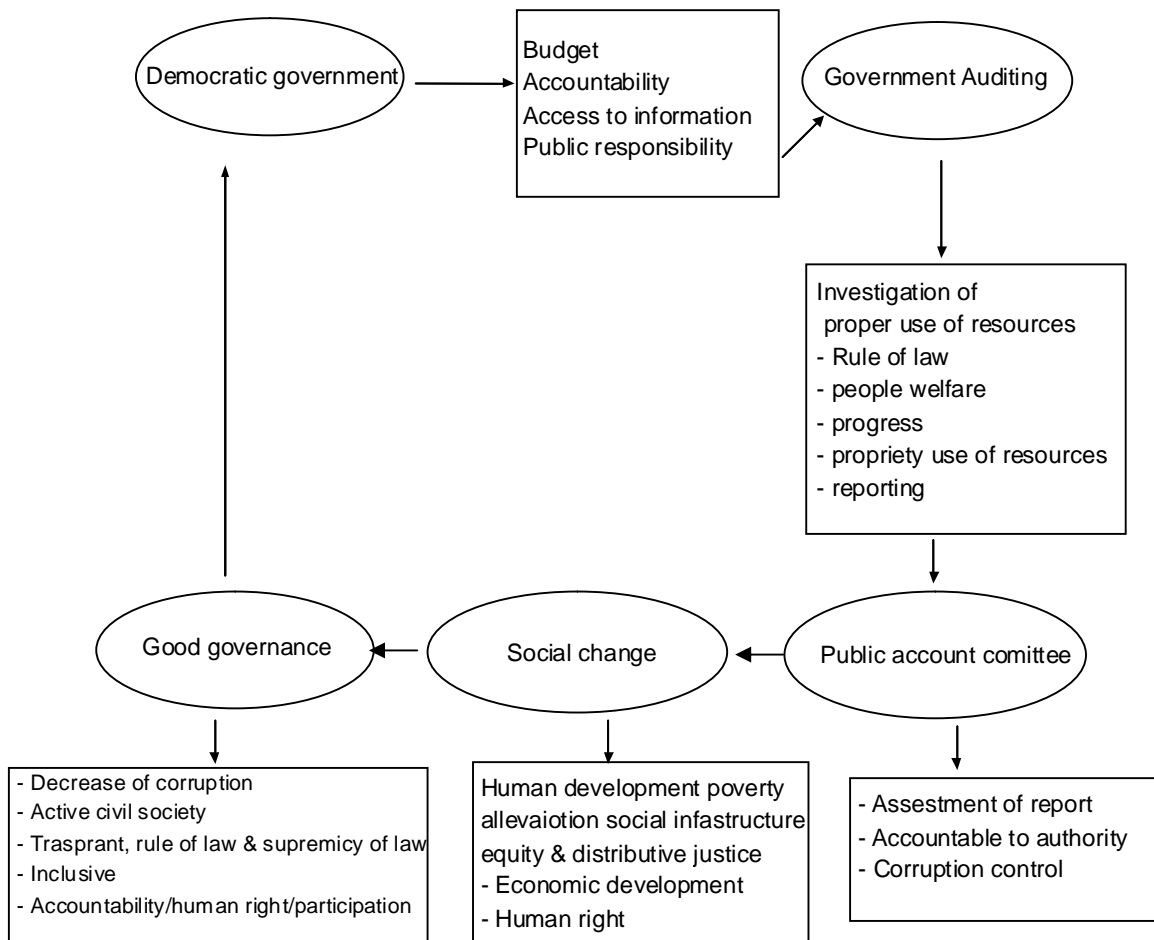 Democratic government
Budget
Accountability
Access to information
Public responsibility
Government Auditing
Investigation of
proper use of resources
- Rule of law
- people welfare
- progress
- propriety use of resources
- reporting
Good governance
Social change
Public account comittee
- Decrease of corruption
- Active civil society
- Trasprant, rule of law & supremicy of law
- Inclusive
- Accountability/human right/participation
Human development poverty
allevaiotion social infastructure
equity & distributive justice
- Economic development
- Human right
- Assestment of report
- Accountable to authority
- Corruption control